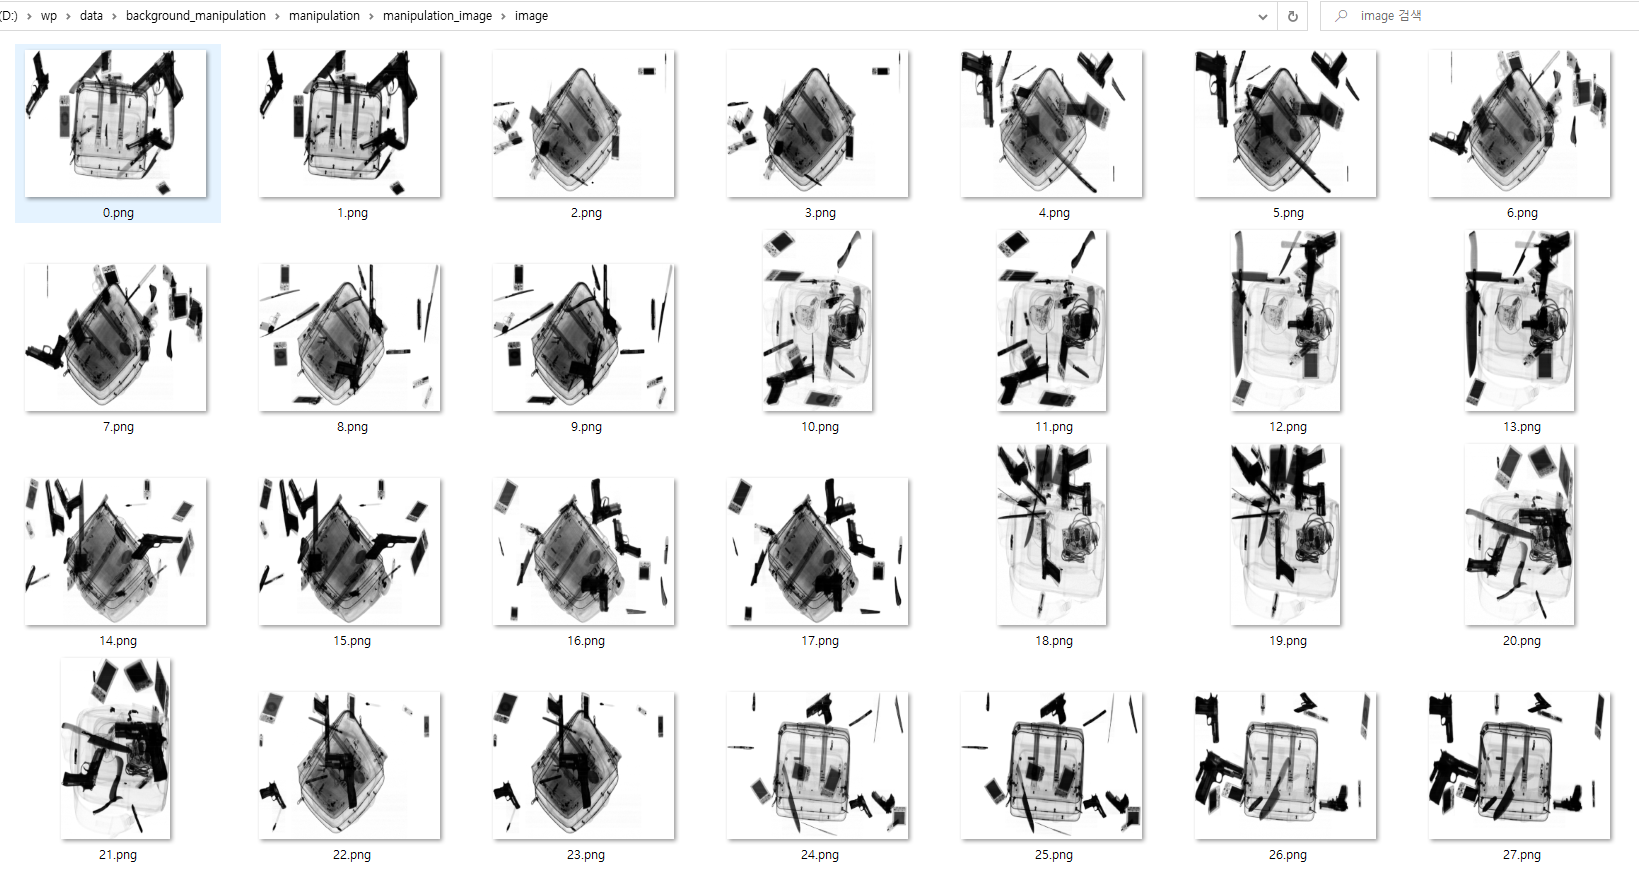 (D:) > wp > data > background_manipulation > manipulation > manipulation_image > image
image 검색
0.png 1.png 2.png 3.png 4.png 5.png 6.png
7.png 8.png 9.png 10.png 11.png 12.png 13.png
14.png 15.png 16.png 17.png 18.png 19.png 20.png
21.png 22.png 23.png 24.png 25.png 26.png 27.png